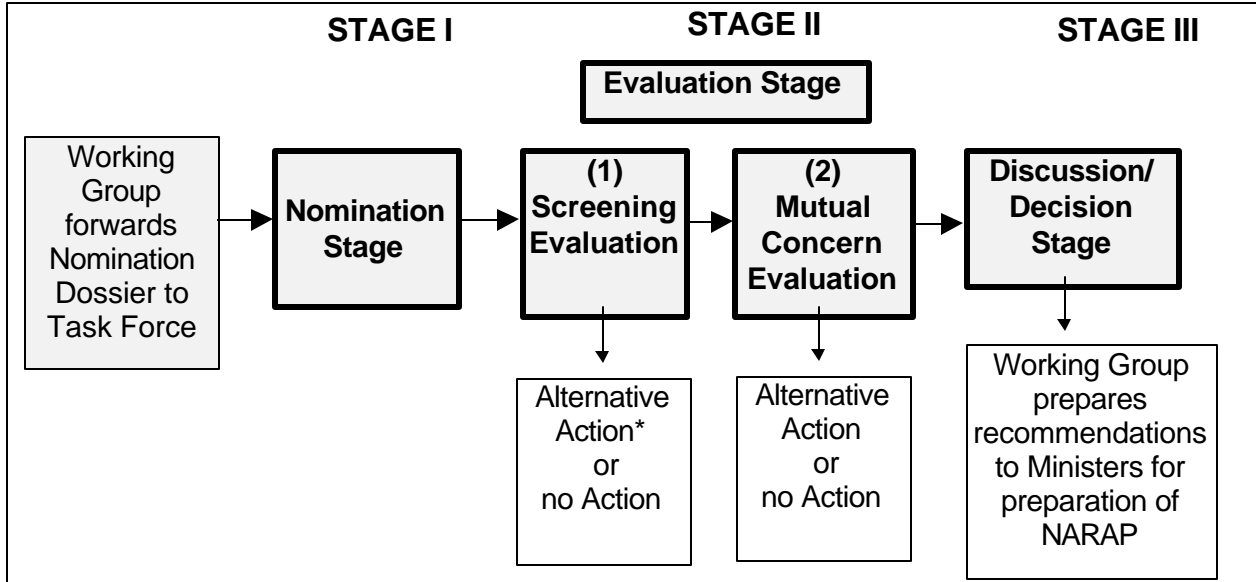 STAGE I
STAGE II
STAGE III
Evaluation Stage
Working
Group
forwards
Nomination
Dossier to
Task Force
Nomination
Stage
(1)
Screening
Evaluation
(2)
Mutual
Concern
Evaluation
Discussion/
Decision
Stage
Alternative
Action*
or
no Action
Alternative
Action
or
no Action
Working Group
prepares
recommendations
to Ministers for
preparation of
NARAP